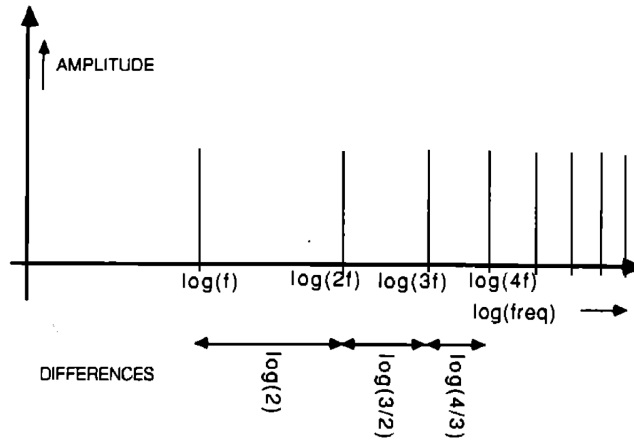 AMPLITUDE
log(f)
log(2f)
log(3f)
log(4f)
log(freq)
DIFFERENCES
log(2)
log(3/2)
log(4/3)